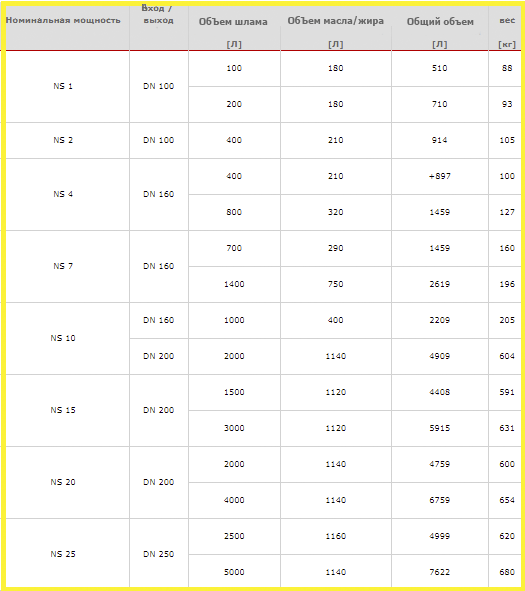 Номинальная мощность Вход / выход ОбЪем шлама ОбЪем масла/жира Общий объем вес
[Л] [Л] [Л] [кг]
NS 1 DN 100 100 180 510 88
200 180 710 93
NS 2 DN 100 400 210 914 105
NS 4 DN 160 400 210 +897 100
800 320 1459 127
NS 7 DN 160 700 290 1459 160
1400 750 2619 196
NS 10 DN 160 1000 400 2209 205
DN 200 2000 1140 4909 604
NS 15 DN 200 1500 1120 4408 591
3000 1120 5915 631
NS 20 DN 200 2000 1140 4759 600
4000 1140 6759 654
NS 25 DN 250 2500 1160 4999 620
5000 1140 7622 680